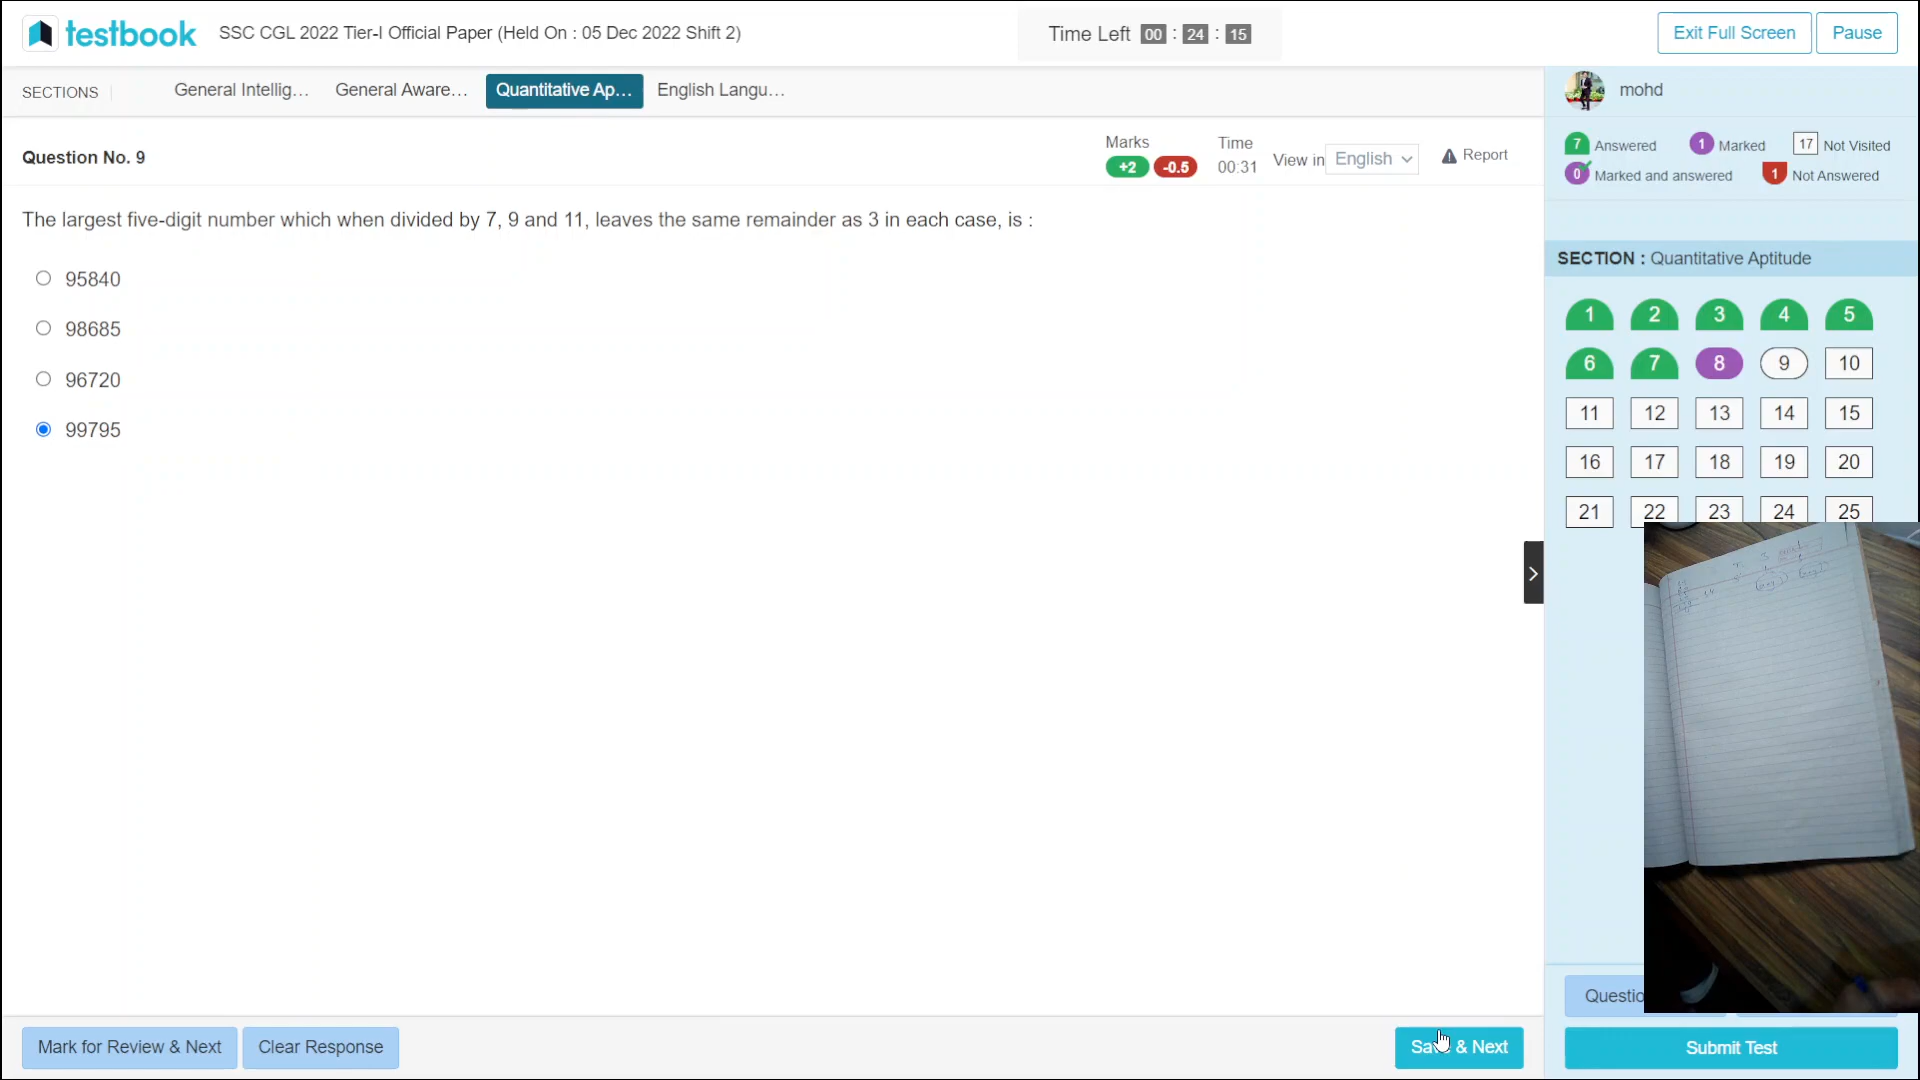 testbook
SSC CGL 2022 Tier-I Official Paper (Held On : 05 Dec 2022 Shift 2)
Time Left 00 : 24 : 15
Exit Full Screen
Pause
SECTIONS
General Intellig...
General Aware...
Quantitative Ap...
English Langu...
mohd
Question No. 9
Marks
+2 -0.5
Time
00:31
View in English
Report
7 Answered
1 Marked
17 Not Visited
0 Marked and answered
1 Not Answered
The largest five-digit number which when divided by 7, 9 and 11, leaves the same remainder as 3 in each case, is :
95840
98685
96720
99795
SECTION : Quantitative Aptitude
1 2 3 4 5
6 7 8 9 10
11 12 13 14 15
16 17 18 19 20
21 22 23 24 25
Mark for Review & Next
Clear Response
& Next
Questio
Submit Test